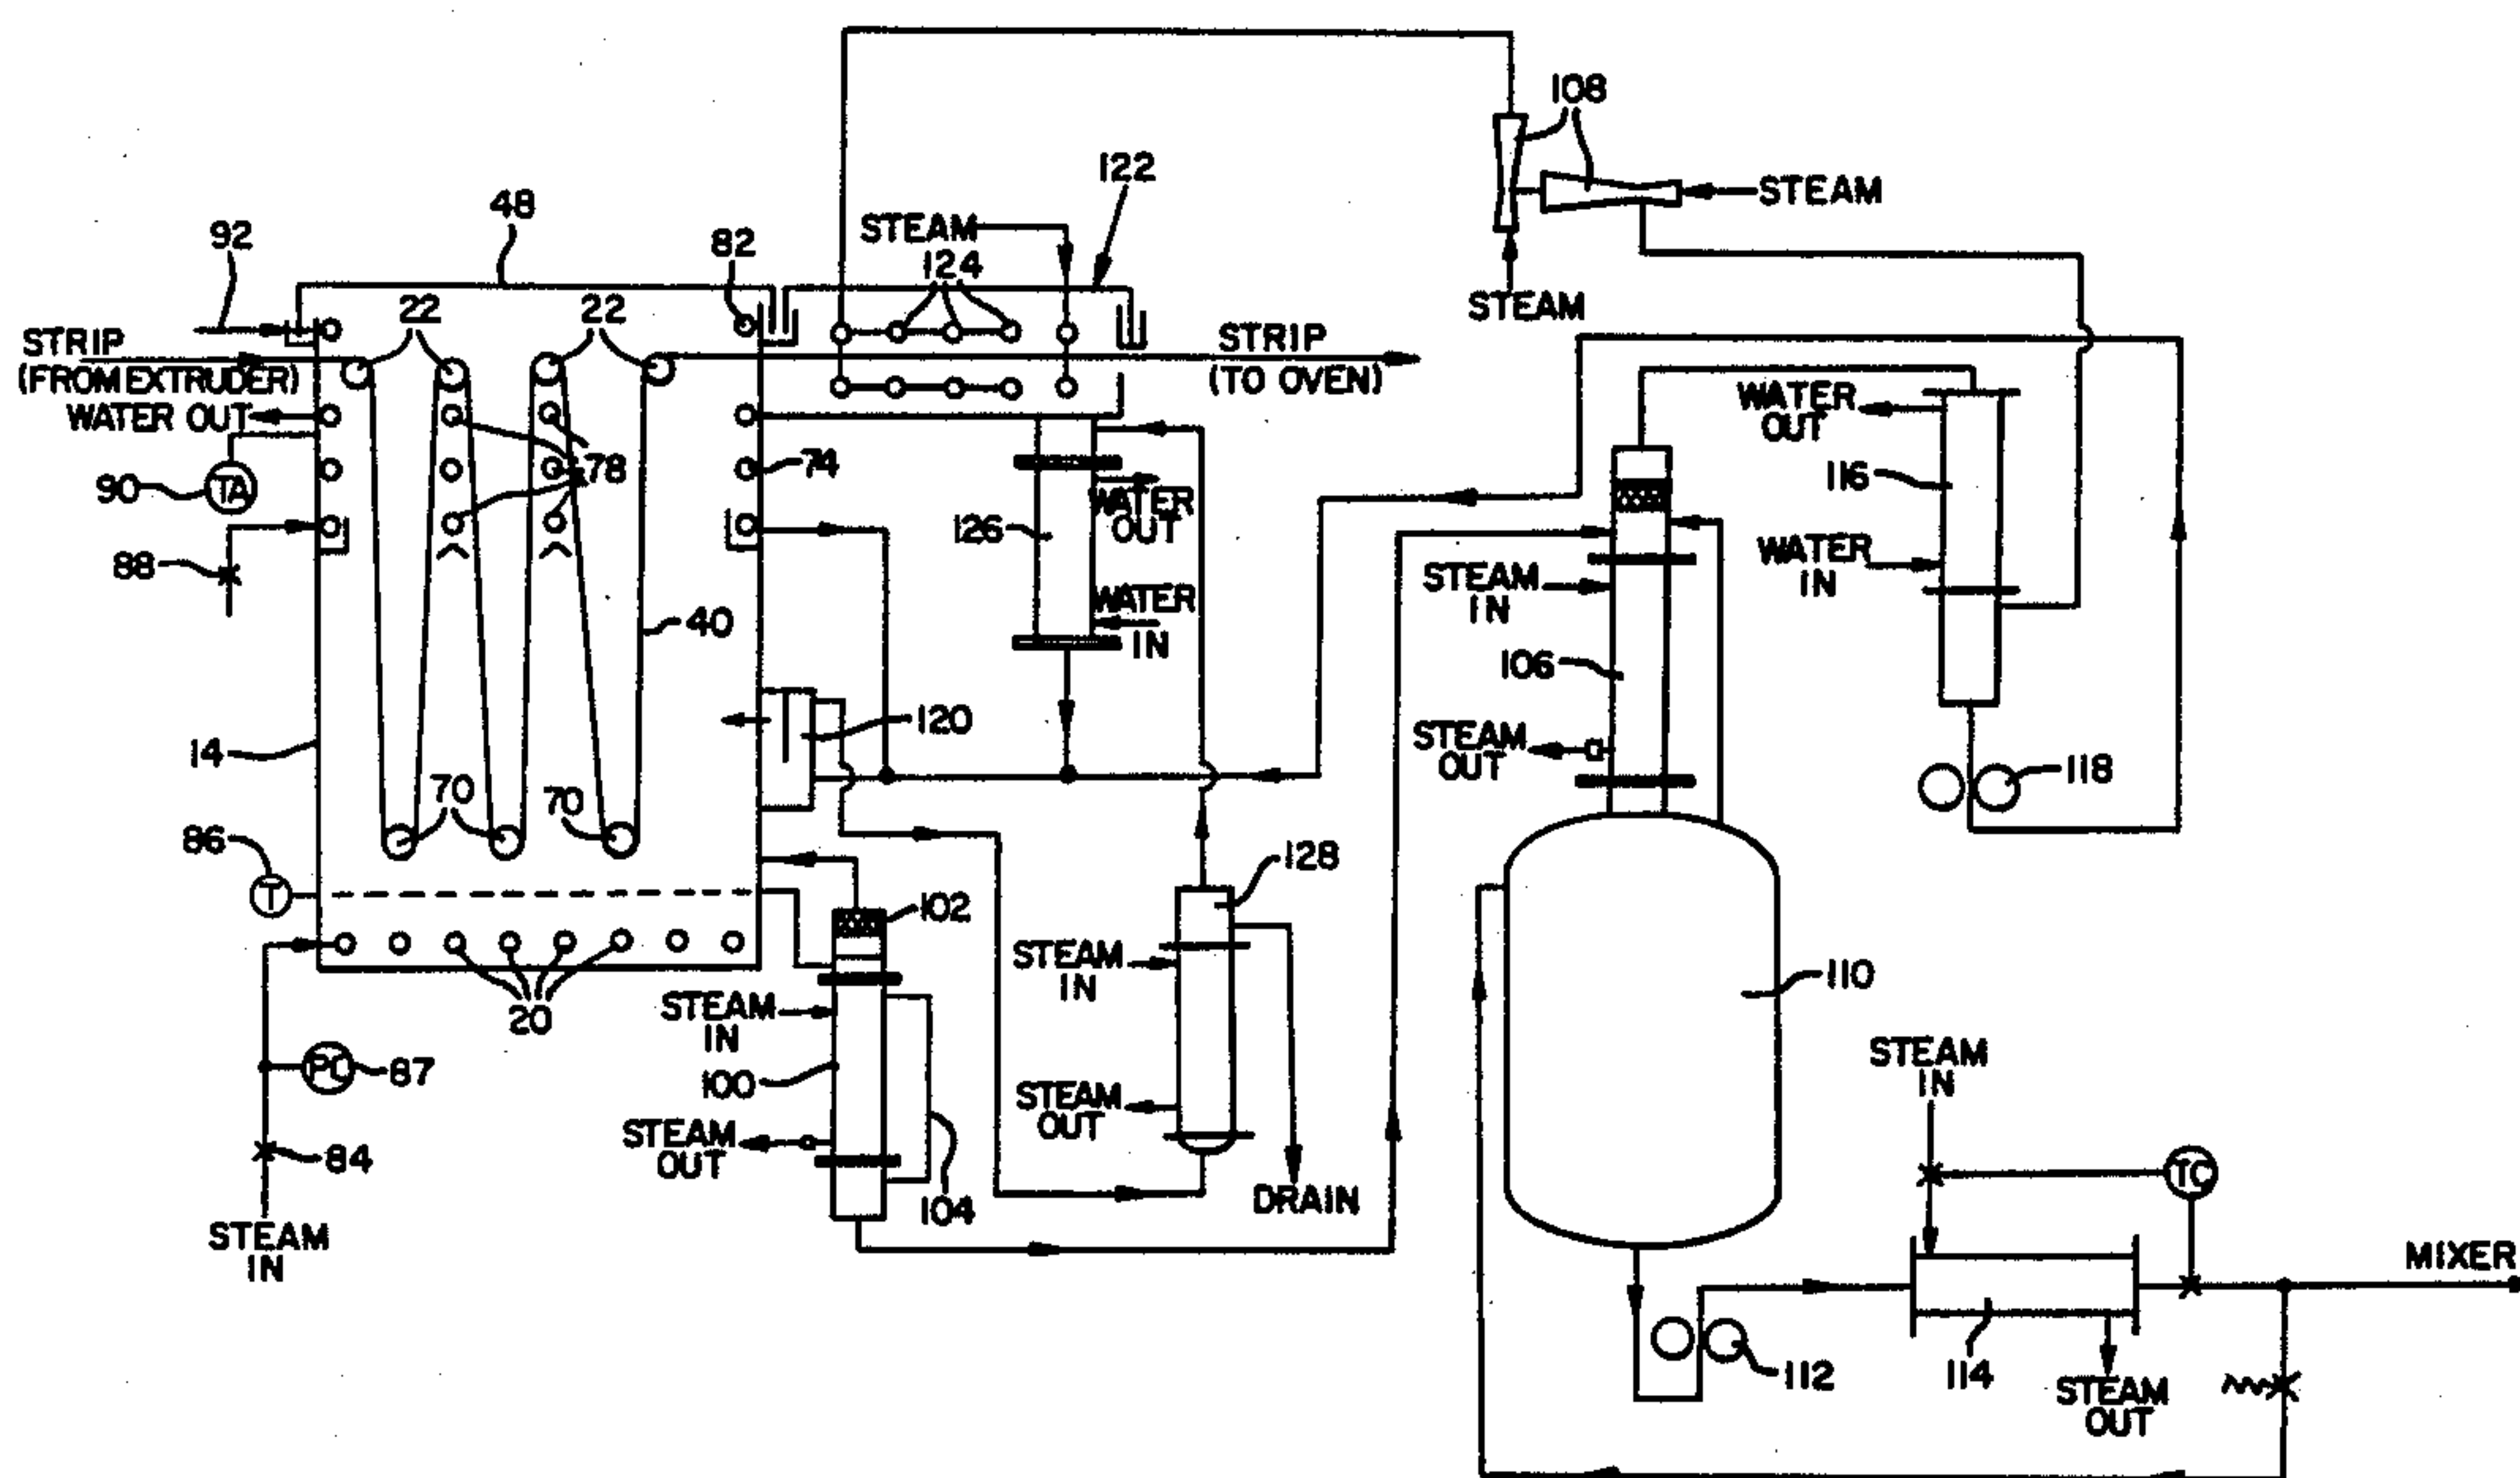 108
122
48
STEAM
STEAM
92
82
124
22
22
STEAM
STRIP
(FROM EXTRUDER)
STRIP
(TO OVEN)
WATER OUT
WATER
OUT
90
TA
78
74
116
WATER
OUT
126
88
WATER
IN
STEAM
IN
WATER
IN
40
106
120
STEAM
OUT
14
118
70
70
86
T
128
102
STEAM
IN
110
20
STEAM
IN
STEAM
IN
PC
87
100
STEAM
OUT
STEAM
OUT
84
TC
104
DRAIN
STEAM
IN
MIXER
112
114
STEAM
OUT